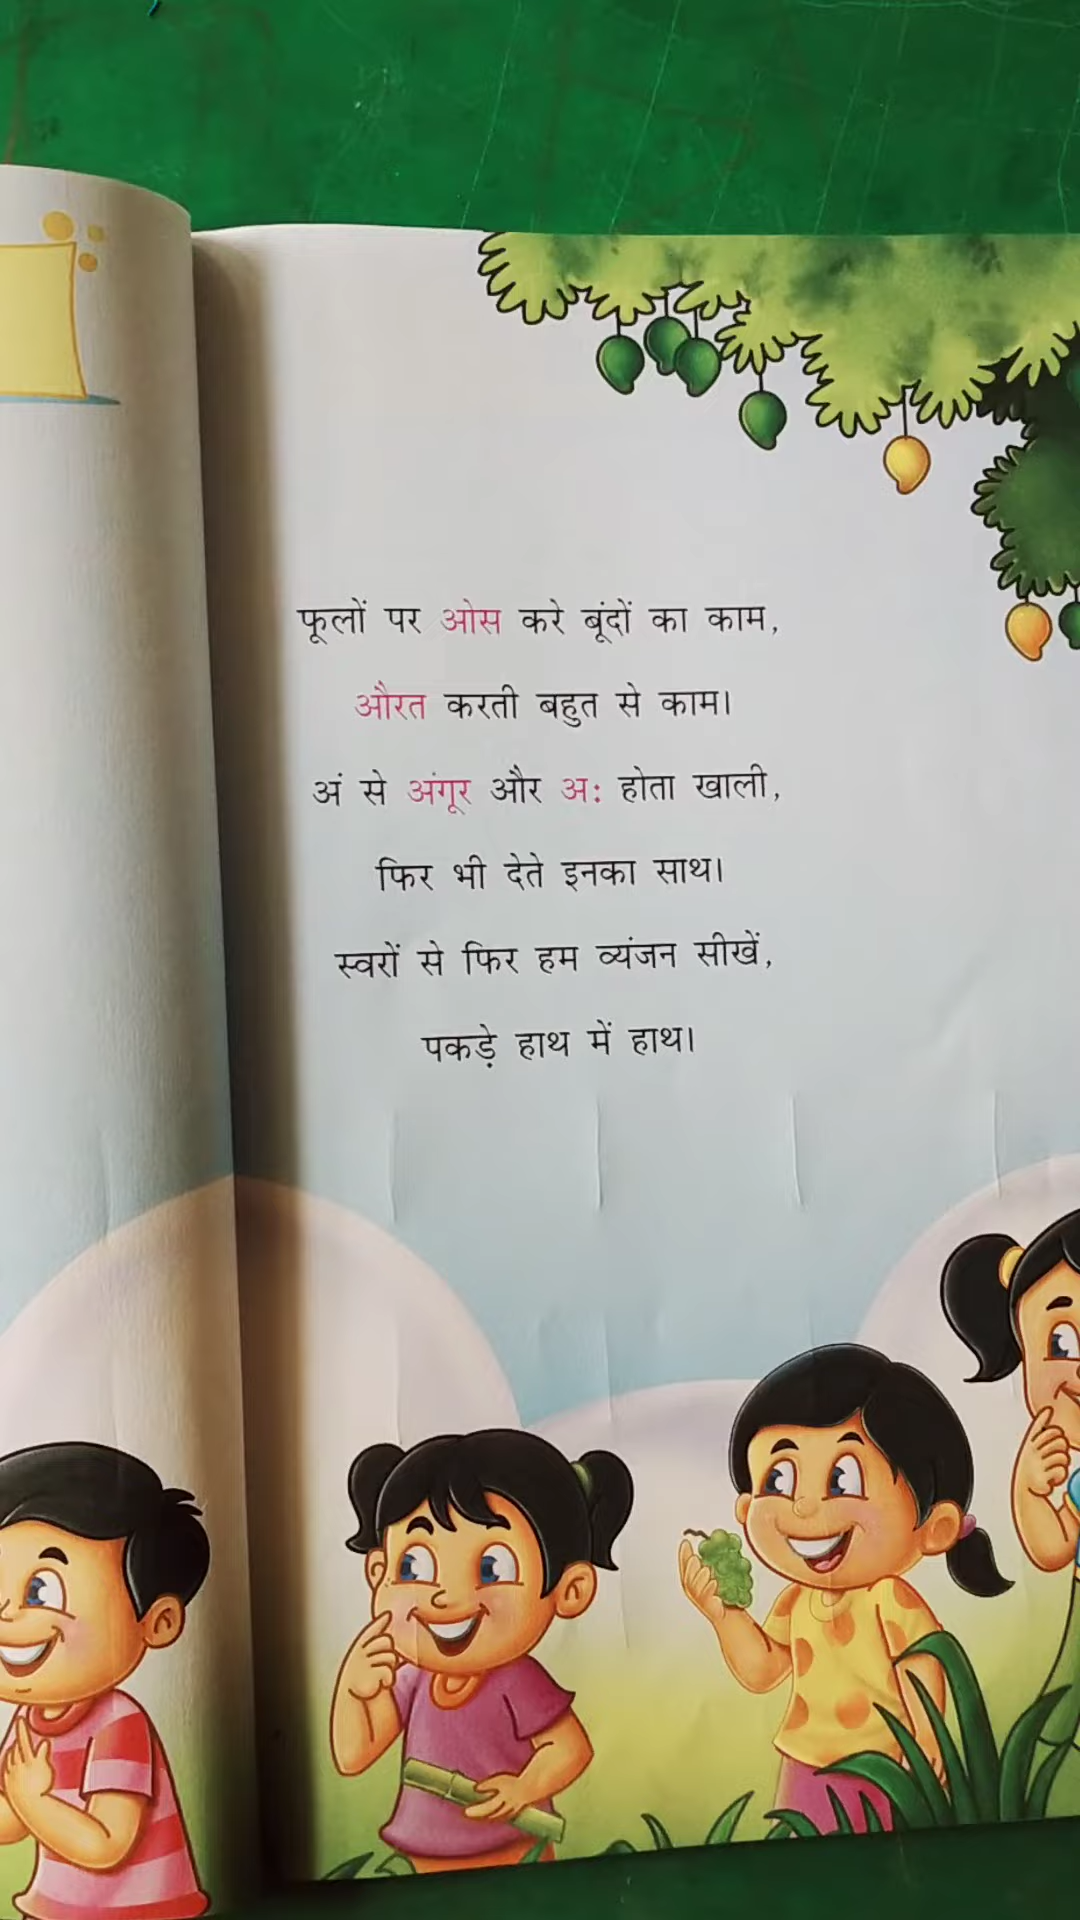 फूलों पर ओस करे बूंदों का काम,
औरत करती बहुत से काम।
अं से अंगूर और अः होता खाली,
फिर भी देते इनका साथ।
स्वरों से फिर हम व्यंजन सीखें,
पकड़े हाथ में हाथ।